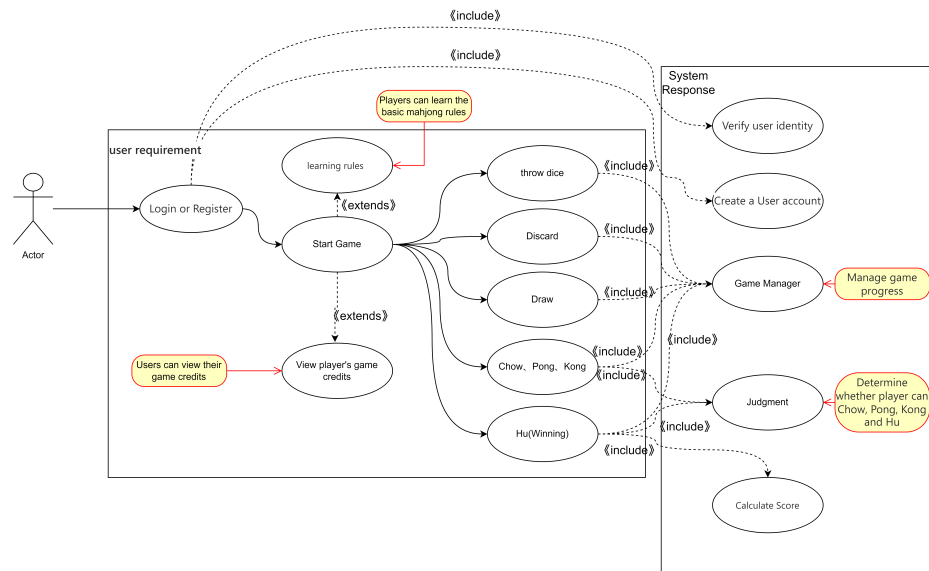 《include》
《include》
System
Response
Players can learn the
basic mahjong rules
Verify user identity
user requirement
learning rules
《include》
throw dice
Login or Register
《extends》
Create a User account
Actor
Start Game
Discard
《include》
Game Manager
Manage game
progress
Draw
《include》
《extends》
《include》
《include》
Users can view their
game credits
View player's game
credits
Chow、Pong、Kong
《include》
Judgment
Determine
whether player can
Chow, Pong, Kong
and Hu
Hu(Winning)
《include》
《include》
Calculate Score